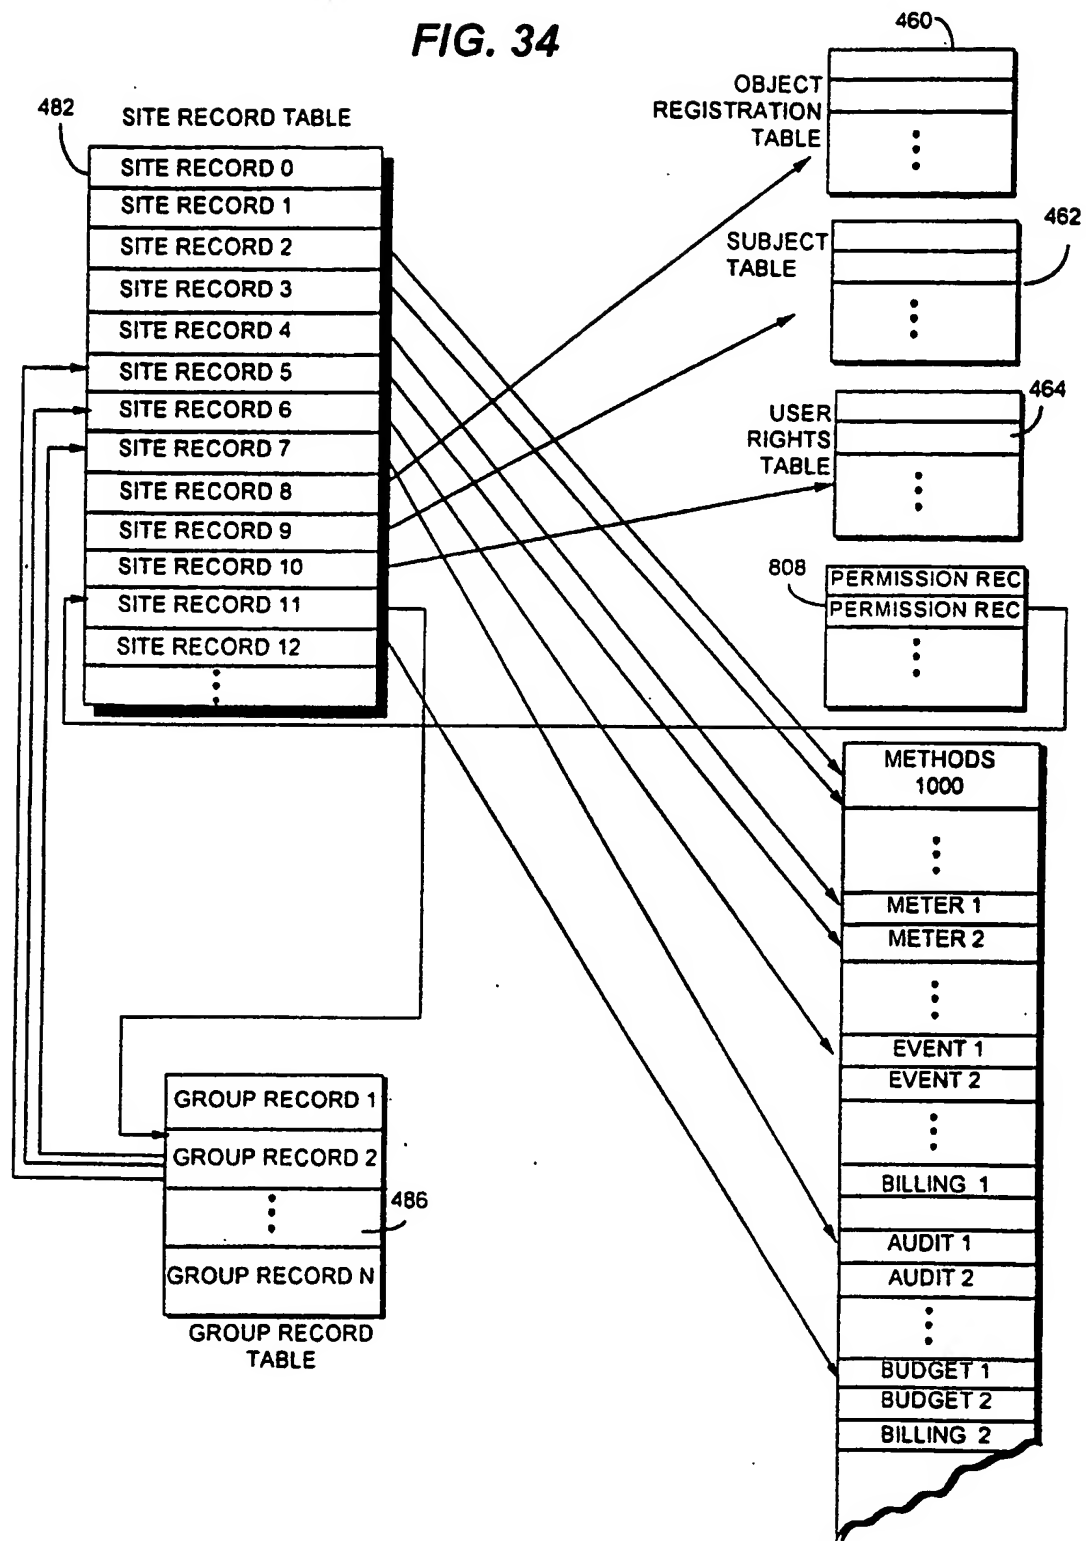 FIG. 34
460
OBJECT
REGISTRATION
TABLE
482
SITE RECORD TABLE
SITE RECORD 0
SITE RECORD 1
SITE RECORD 2
SITE RECORD 3
SITE RECORD 4
SITE RECORD 5
SITE RECORD 6
SITE RECORD 7
SITE RECORD 8
SITE RECORD 9
SITE RECORD 10
SITE RECORD 11
SITE RECORD 12
SUBJECT
TABLE
462
USER
RIGHTS
TABLE
464
808
PERMISSION REC
PERMISSION REC
METHODS
1000
METER 1
METER 2
EVENT 1
EVENT 2
BILLING 1
AUDIT 1
AUDIT 2
BUDGET 1
BUDGET 2
BILLING 2
GROUP RECORD 1
GROUP RECORD 2
486
GROUP RECORD N
GROUP RECORD
TABLE